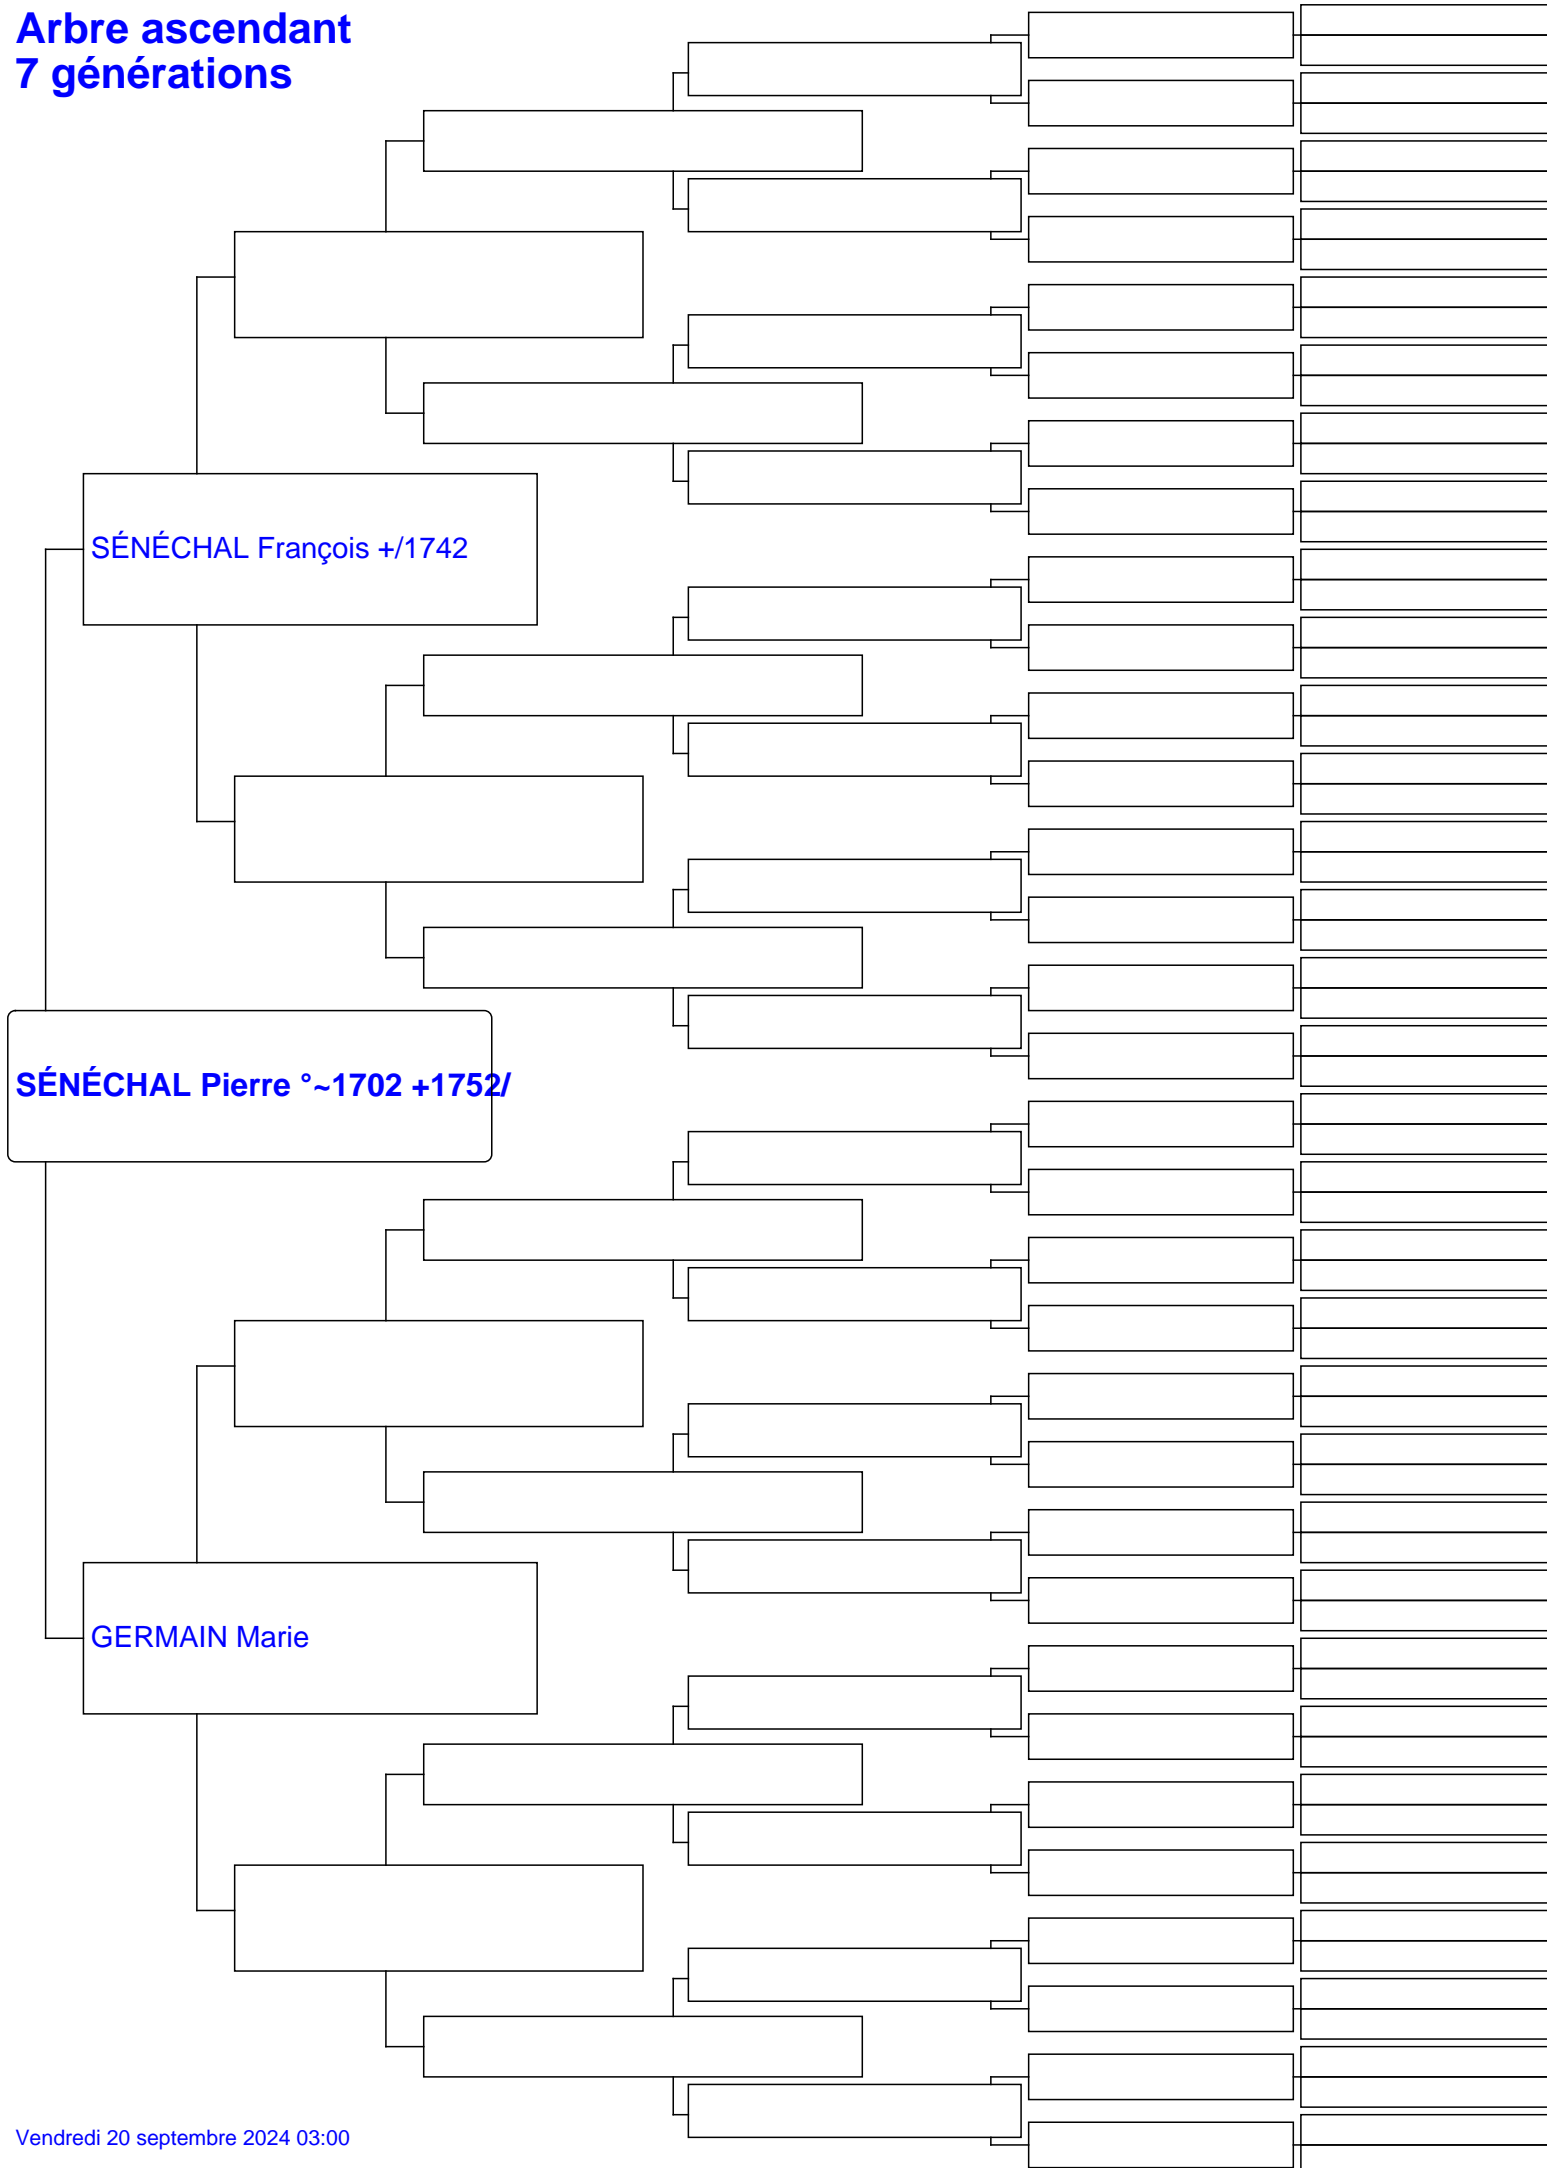 Arbre ascendant
7 générations
SÉNÉCHAL François +/1742
SÉNÉCHAL Pierre °~1702 +1752/
GERMAIN Marie
Vendredi 20 septembre 2024 03:00